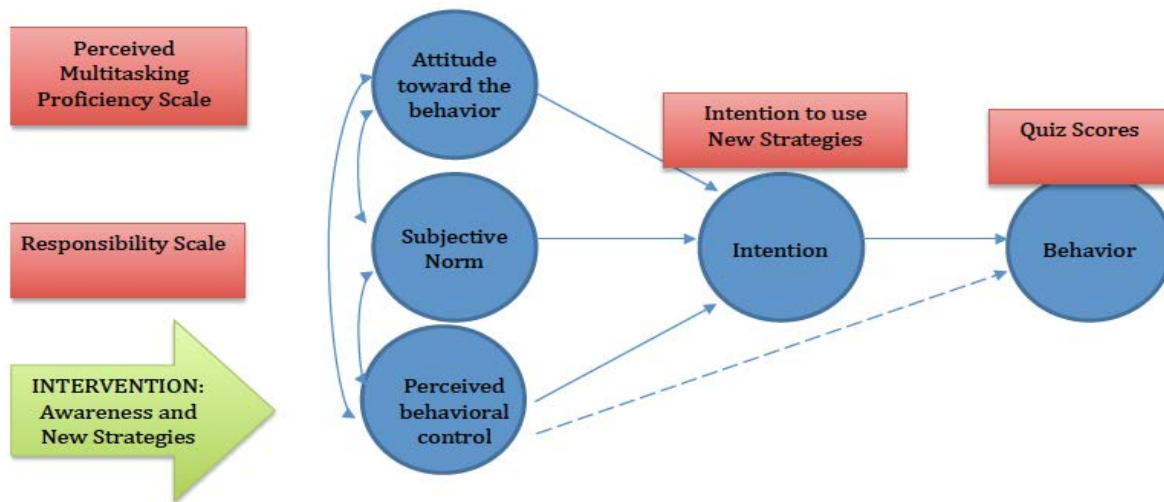 Perceived
Multitasking
Proficiency Scale
Attitude
toward the
behavior
Intention to use
New Strategies
Quiz Scores
Responsibility Scale
Subjective
Norm
Intention
Behavior
INTERVENTION:
Awareness and
New Strategies
Perceived
behavioral
control